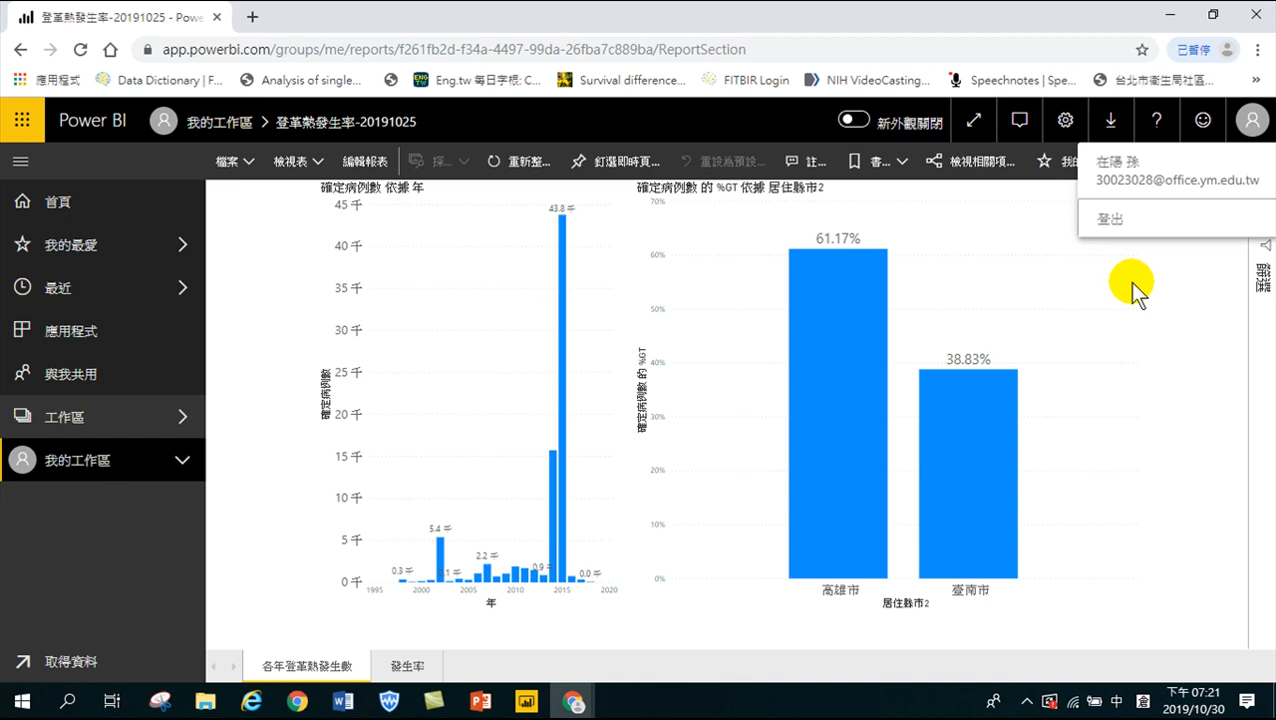 登革熱發生率-20191025 - Powe
app.powerbi.com/groups/me/reports/f261fb2d-f34a-4497-99da-26fba7c889ba/ReportSection
已暫停
應用程式
Data Dictionary | F...
Analysis of single...
Eng.tw 每日字根: C...
Survival difference...
FITBIR Login
NIH VideoCasting...
Speechnotes | Spe...
台北市衛生局社區...
Power BI
我的工作區 > 登革熱發生率-20191025
新外觀關閉
檔案
檢視表
編輯報表
探...
重新整...
釘選即時頁...
重設為預設...
註...
書...
檢視相關項...
我的
在陽 孫
30023028@office.ym.edu.tw
登出
首頁
我的最愛
最近
應用程式
與我共用
工作區
我的工作區
取得資料
確定病例數 依據 年
45 千
40 千
35 千
30 千
25 千
20 千
15 千
10 千
5 千
0 千
確定病例數
43.8 千
5.4 千
2.2 千
0.3 千
0.1 千
0.9 千
0.0 千
1995
2000
2005
2010
2015
2020
年
確定病例數 的 %GT 依據 居住縣市2
70%
60%
50%
40%
30%
20%
10%
0%
確定病例數 的 %GT
61.17%
38.83%
高雄市
臺南市
居住縣市2
篩選
各年登革熱發生數
發生率
中
下午 07:21
2019/10/30